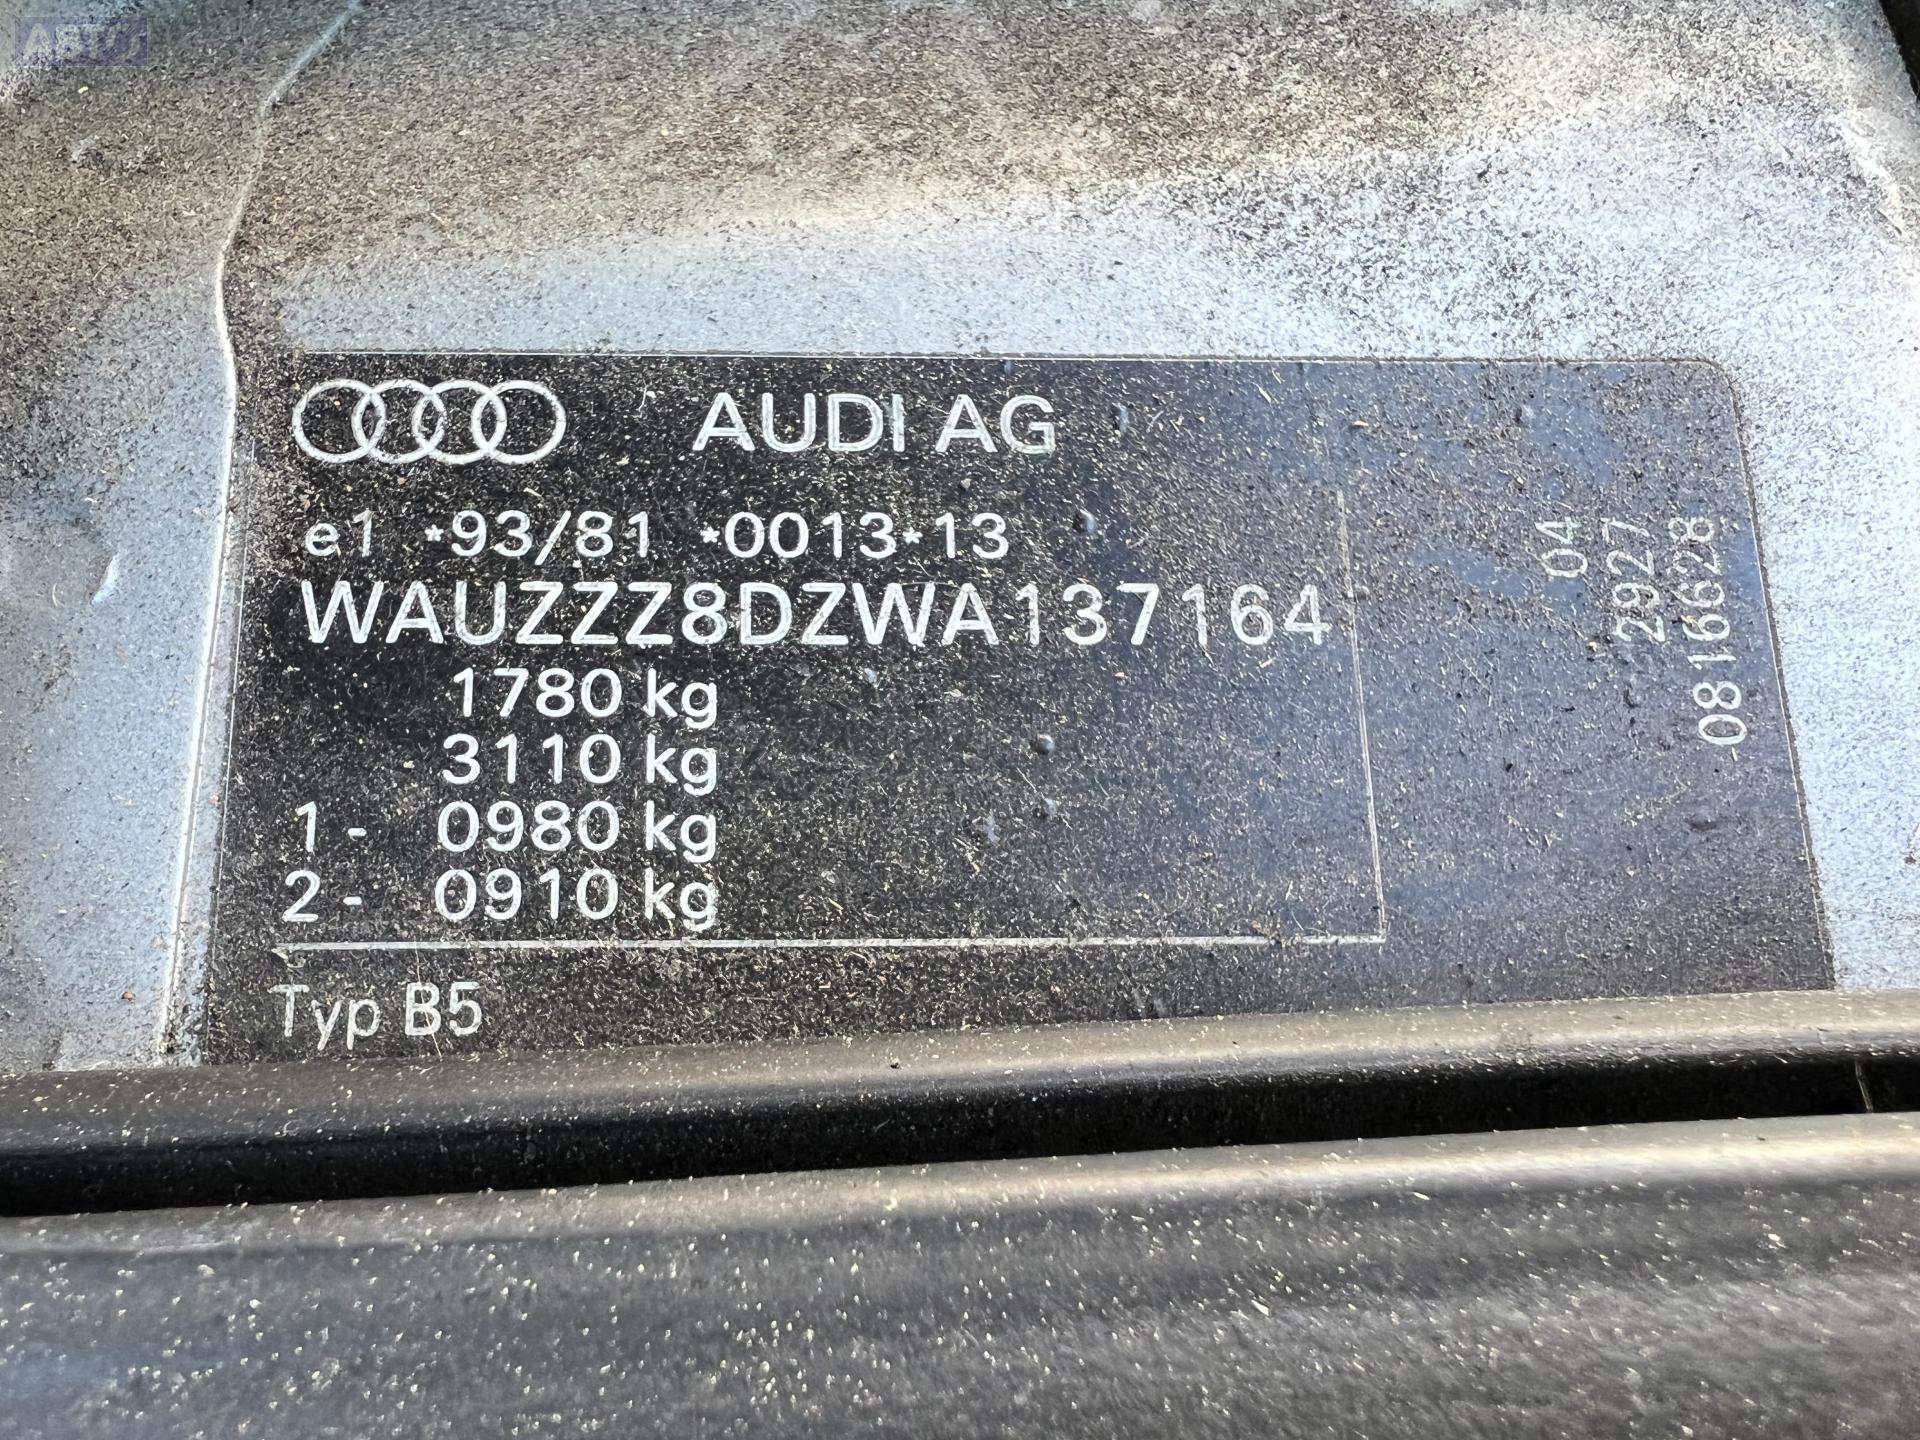 AUDI AG
e1 *93/81 *0013*13
WAUZZZ8DZWA137164
1780 kg
3110 kg
1- 0980 kg
2- 0910 kg
Typ B5
04
2927
0816628